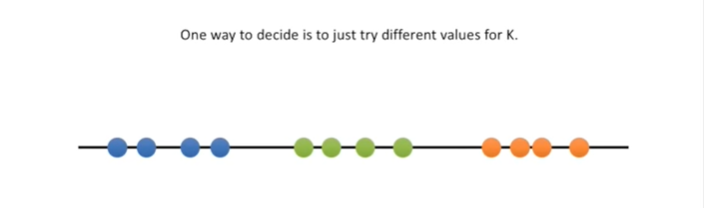 One way to decide is to just try different values for K.